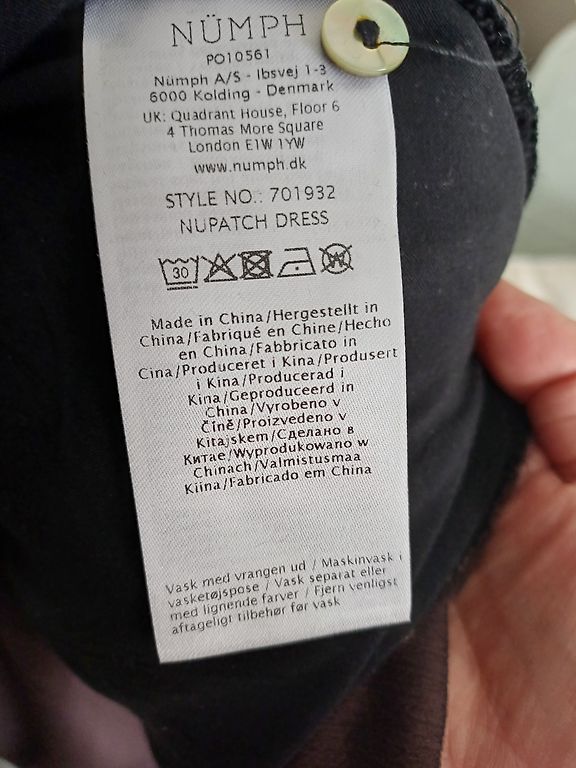 NÜMPH
PO10561
Nümph A/S - Ibsvej 1-3
6000 Kolding - Denmark
UK: Quadrant House, Floor 6
4 Thomas More Square
London E1W 1YW
www.numph.dk
STYLE NO.: 701932
NUPATCH DRESS
30
W
Made in China/Hergestellt in
China/Fabriqué en Chine/Hecho
en China/Fabbricato in
Cina/Produceret i Kina/Produsert
i Kina/Producerad i
Kina/Geproduceerd in
China/Vyrobeno v
Číně/Proizvedeno v
Kitajskem/Сделано в
Китае/Wyprodukowano w
Chinach/Valmistusmaa
Kiina/Fabricado em China
Vask med vrangen ud / Maskinvask i
vasketøjspose / Vask separat eller
med lignende farver / Fjern venligst
aftageligt tilbehør før vask